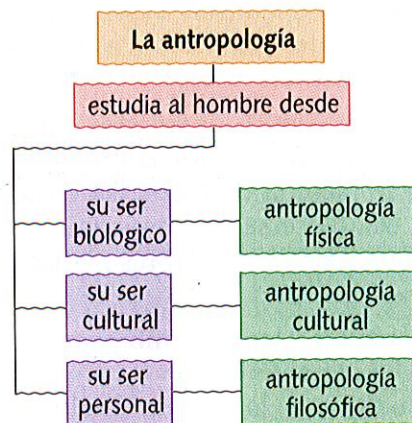 La antropología
estudia al hombre desde
su ser
biológico
antropología
física
su ser
cultural
antropología
cultural
su ser
personal
antropología
filosófica